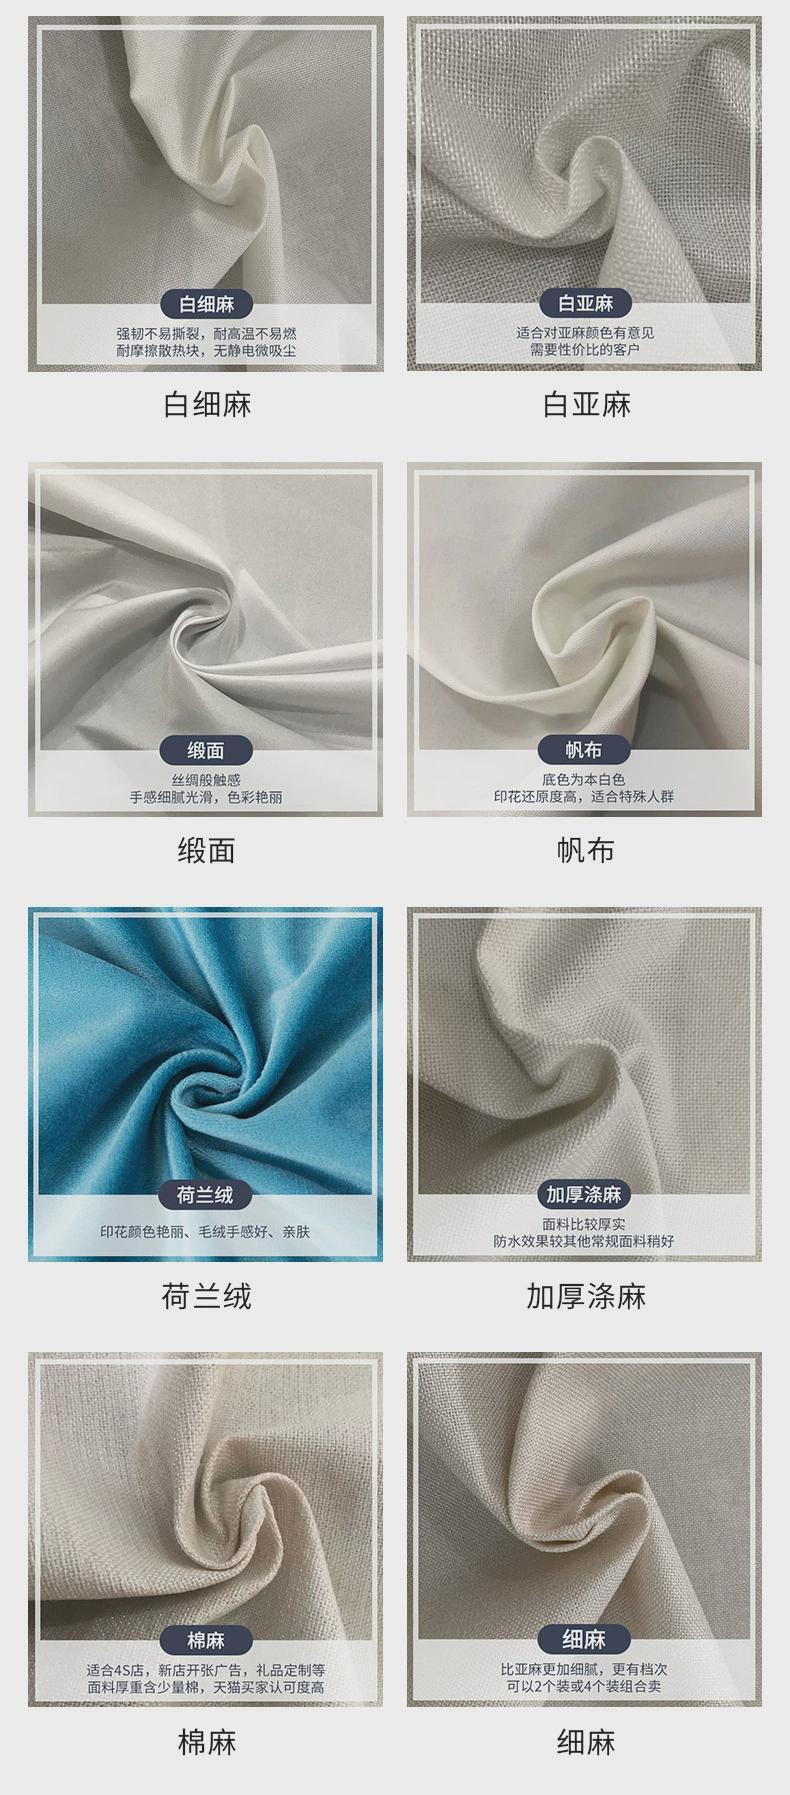 白细麻
强韧不易撕裂，耐高温不易燃
耐摩擦散热块，无静电微吸尘
白细麻
白亚麻
适合对亚麻颜色有意见
需要性价比的客户
白亚麻
缎面
丝绸般触感
手感细腻光滑，色彩艳丽
缎面
帆布
底色为本白色
印花还原度高，适合特殊人群
帆布
荷兰绒
印花颜色艳丽、毛绒手感好、亲肤
荷兰绒
加厚涤麻
面料比较厚实
防水效果较其他常规面料稍好
加厚涤麻
棉麻
适合4S店，新店开张广告，礼品定制等
面料厚重含少量棉，天猫买家认可度高
棉麻
细麻
比亚麻更加细腻，更有档次
可以2个装或4个装组合卖
细麻